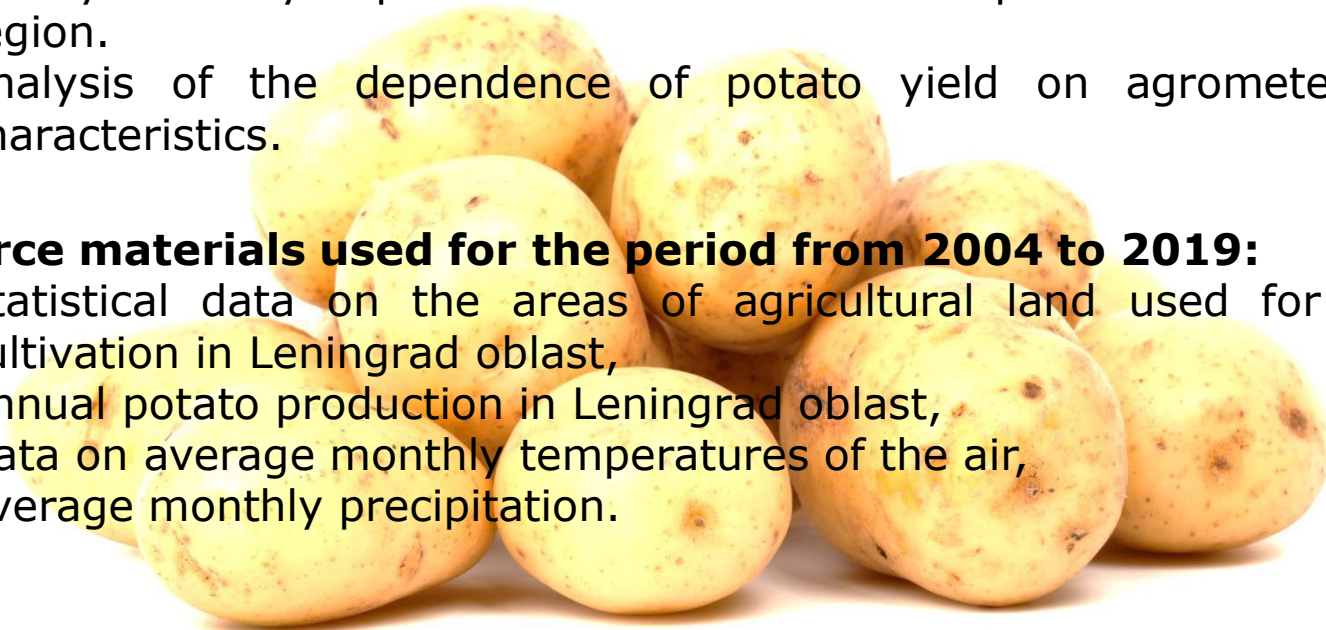 egion.
nalysis of the dependence of potato yield on agromete
haracteristics.
rce materials used for the period from 2004 to 2019:
tatistical data on the areas of agricultural land used for
ultivation in Leningrad oblast,
nnual potato production in Leningrad oblast,
ata on average monthly temperatures of the air,
verage monthly precipitation.